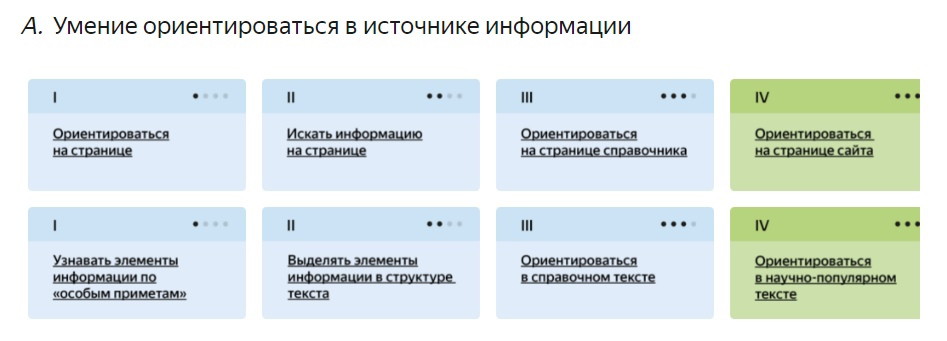 А. Умение ориентироваться в источнике информации
I
Ориентироваться
на странице
II
Искать информацию
на странице
III
Ориентироваться
на странице справочника
IV
Ориентироваться
на странице сайта
I
Узнавать элементы
информации по
«особым приметам»
II
Выделять элементы
информации в структуре
текста
III
Ориентироваться
в справочном тексте
IV
Ориентироваться
в научно-популярном
тексте